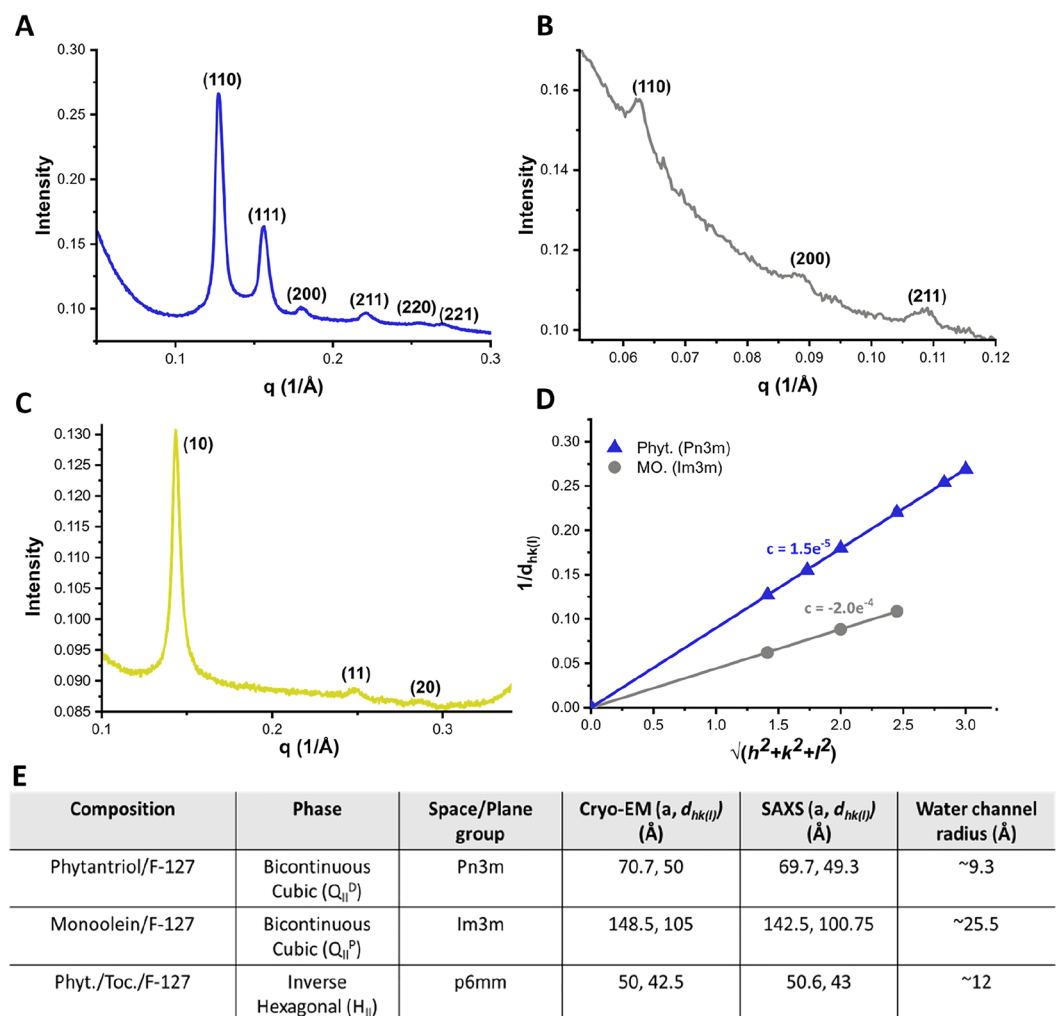 A
0.30
0.25
0.20
0.15
0.10
Intensity
(110)
(111)
(200)
(211)
(220)
(221)
0.1
0.2
0.3
q (1/Å)
B
0.16
0.14
0.12
0.10
Intensity
(110)
(200)
(211)
0.06
0.07
0.08
0.09
0.10
0.11
0.12
q (1/Å)
C
0.130
0.125
0.120
0.115
0.110
0.105
0.100
0.095
0.090
0.085
Intensity
(10)
(11)
(20)
0.1
0.2
0.3
q (1/Å)
D
0.30
0.25
0.20
0.15
0.10
0.05
0.00
1/d_hk(l)
Phyt. (Pn3m)
MO. (Im3m)
c = 1.5e⁻⁵
c = -2.0e⁻⁴
0.0
0.5
1.0
1.5
2.0
2.5
3.0
√(h²+k²+l²)
E
Composition Phase Space/Plane group Cryo-EM (a, d_hk(l)) (Å) SAXS (a, d_hk(l)) (Å) Water channel radius (Å)
Phytantriol/F-127 Bicontinuous Cubic (Q_II^D) Pn3m 70.7, 50 69.7, 49.3 ~9.3
Monoolein/F-127 Bicontinuous Cubic (Q_II^P) Im3m 148.5, 105 142.5, 100.75 ~25.5
Phyt./Toc./F-127 Inverse Hexagonal (H_II) p6mm 50, 42.5 50.6, 43 ~12